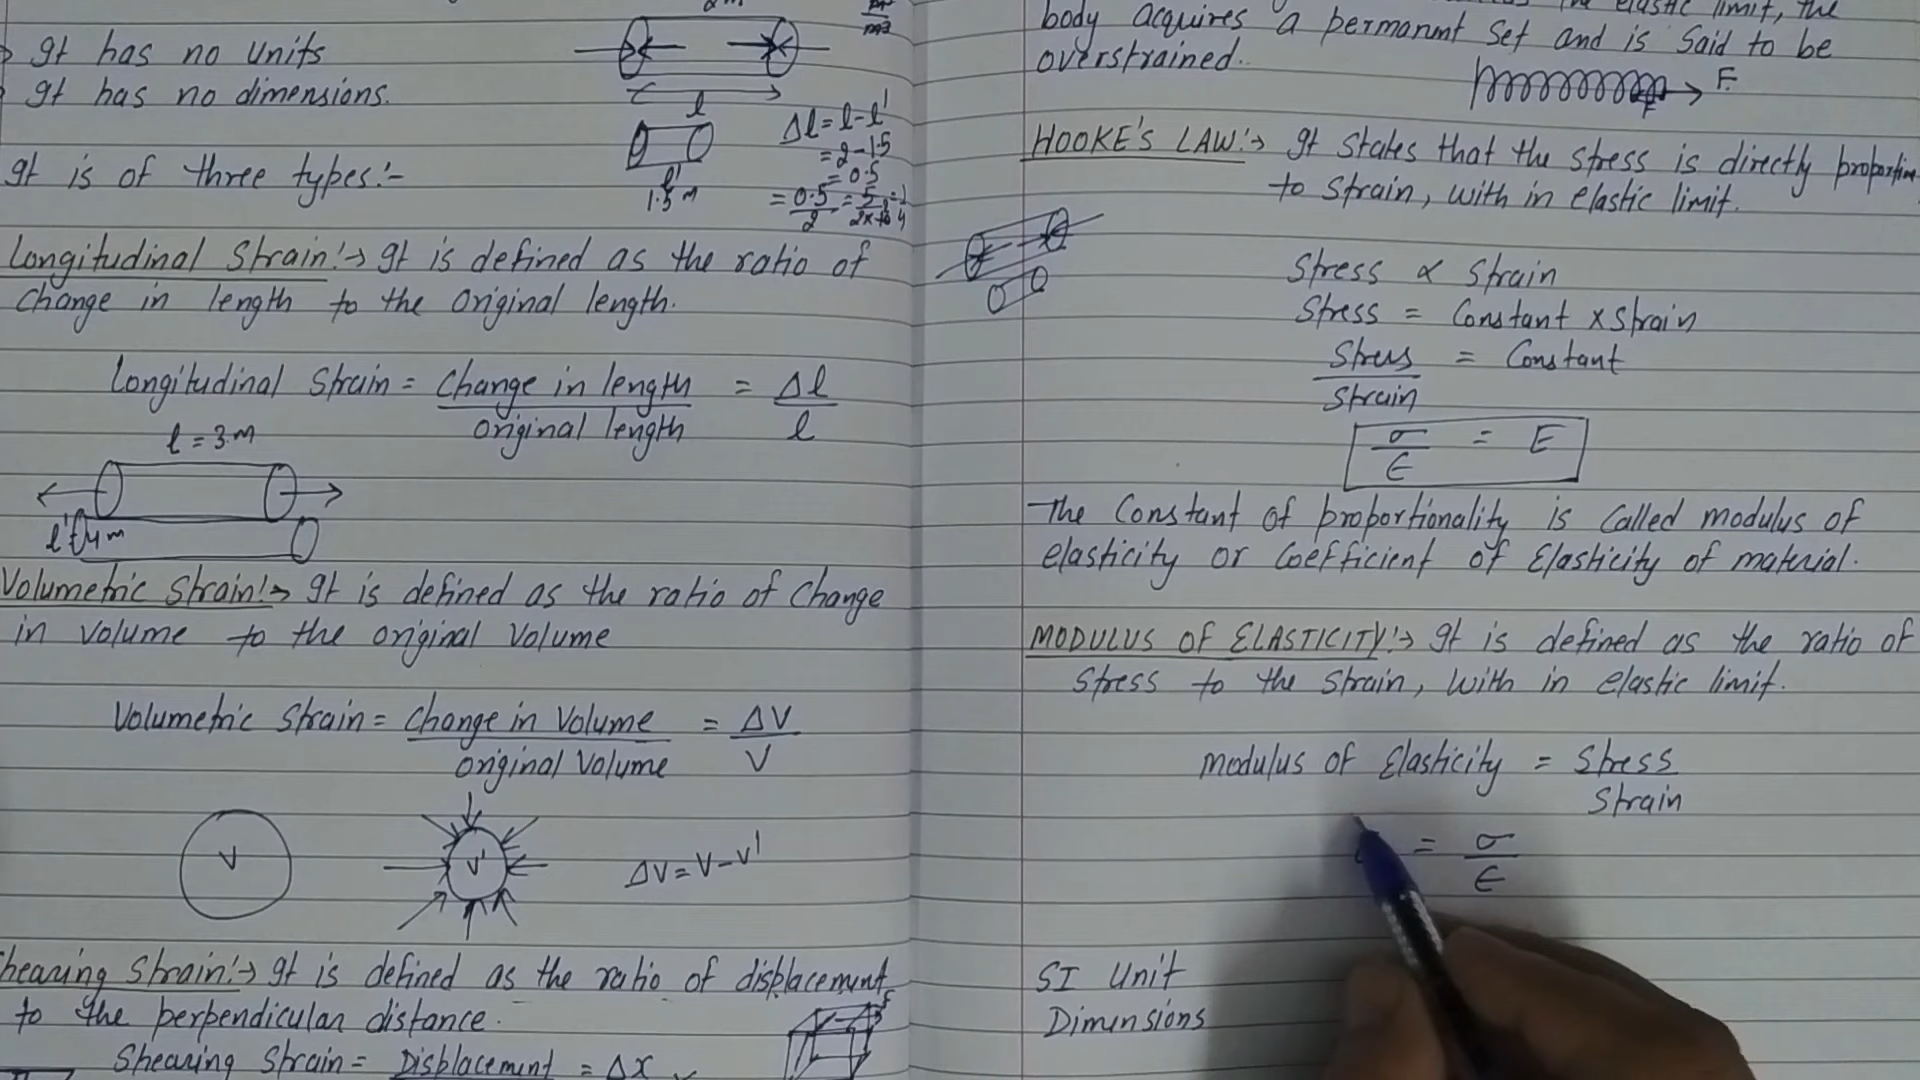 It has no units
It has no dimensions.
l
Δl = l - l'
= 2 - 1.5
= 0.5
l'
1.5 m
It is of three types:-
Longitudinal Strain:→ It is defined as the ratio of
Change in length to the original length.
Longitudinal Strain = Change in length = Δl
original length l
l = 3 m
4m
Volumetric Strain:→ It is defined as the ratio of Change
in volume to the original volume
Volumetric Strain = Change in Volume = ΔV
original Volume V
V
V'
ΔV = V - V'
hearing Strain:→ It is defined as the ratio of displacement
to the perpendicular distance.
Shearing Strain = Displacement = Δx
elastic limit, the
body acquires a permanent Set and is Said to be
overstrained.
F
HOOKE'S LAW:→ It States that the stress is directly proportion
to Strain, with in elastic limit.
Stress ∝ Strain
Stress = Constant x Strain
Stress = Constant
Strain
σ = E
ϵ
The Constant of proportionality is Called modulus of
elasticity or Coefficient of Elasticity of material.
MODULUS OF ELASTICITY:→ It is defined as the ratio of
Stress to the Strain, with in elastic limit.
Modulus of Elasticity = Stress
Strain
= σ
ϵ
SI Unit
Dimensions